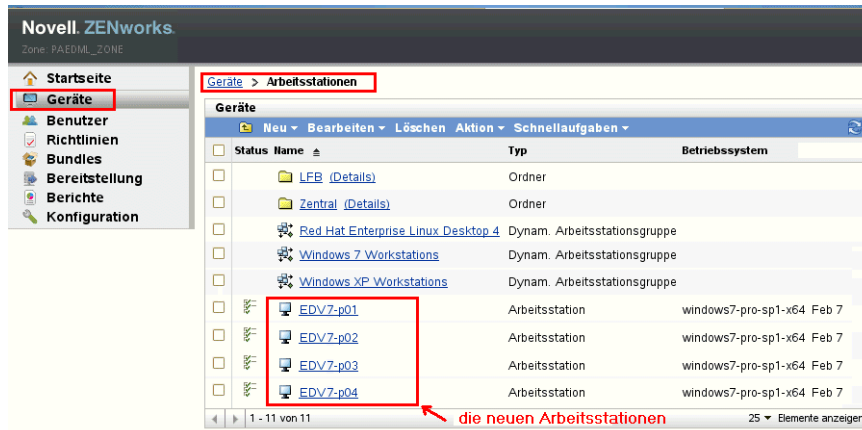 Novell. ZENworks.
Zone: PAEDML_ZONE
Startseite
Geräte
Benutzer
Richtlinien
Bundles
Bereitstellung
Berichte
Konfiguration
Geräte > Arbeitsstationen
Geräte
Neu Bearbeiten Löschen Aktion Schnellaufgaben
Status Name Typ Betriebssystem
LFB (Details) Ordner
Zentral (Details) Ordner
Red Hat Enterprise Linux Desktop 4 Dynam. Arbeitsstationsgruppe
Windows 7 Workstations Dynam. Arbeitsstationsgruppe
Windows XP Workstations Dynam. Arbeitsstationsgruppe
EDV7-p01 Arbeitsstation windows7-pro-sp1-x64 Feb 7
EDV7-p02 Arbeitsstation windows7-pro-sp1-x64 Feb 7
EDV7-p03 Arbeitsstation windows7-pro-sp1-x64 Feb 7
EDV7-p04 Arbeitsstation windows7-pro-sp1-x64 Feb 7
1 - 11 von 11 die neuen Arbeitsstationen 25 Elemente anzeigen